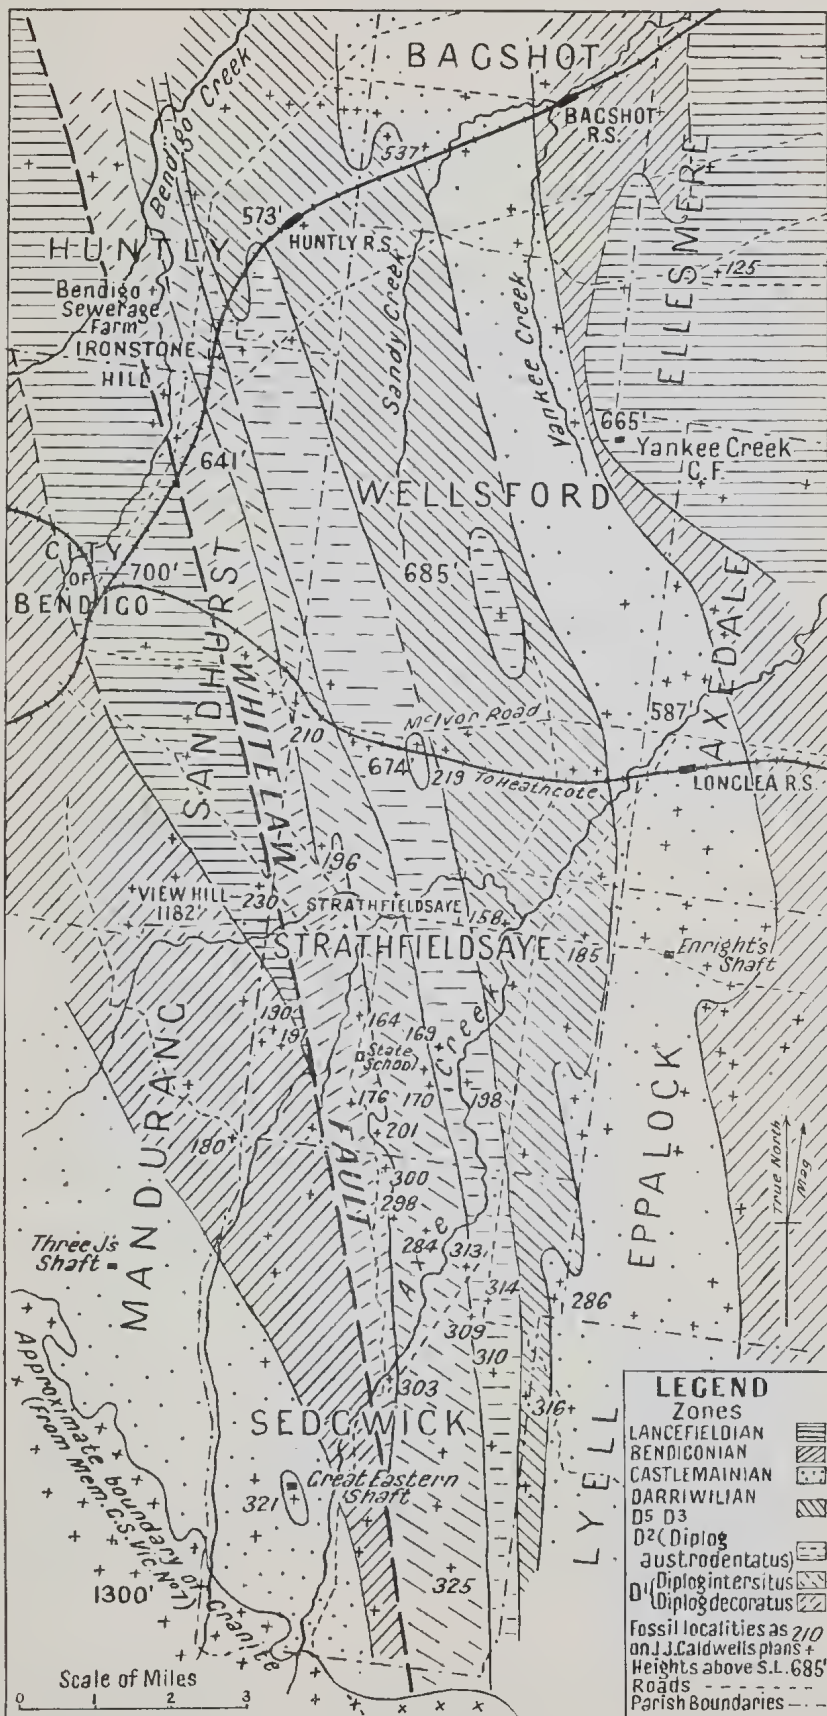 BAGSHOT
Bendigo Creek
BAGSHOT
R.S.
537'
573'
HUNTLY
HUNTLY R.S.
Bendigo
Sewerage
Farm
IRONSTONE
HILL
Sandy Creek
Yankee Creek
125
ELLESMERE
665'
Yankee Creek
C.F.
641'
WELLSFORD
CITY
OF
BENDIGO
700'
685'
SANDHURST
WHITELAW
AXEDALE
587'
210
McIvor Road
674'
219
To Heathcote
LONGLEA R.S.
196
VIEW HILL
1182'
230
STRATHFIELDSAYE
158
STRATHFIELDSAYE
185
Enright's
Shaft
MANDURANG
190
191
164
169
State
School
Axe Creek
176
170
198
201
180
FAULT
300
298
EPPALOCK
True North
Mag
Three J's
Shaft
284
313
314
286
309
310
303
316
SEDGWICK
Approximate boundary of Granite
(From Mem. G.S. Vic. No 7)
321
Great Eastern
Shaft
LYELL
325
1300'
Scale of Miles
0 1 2 3
LEGEND
Zones
LANCEFIELDIAN
BENDIGONIAN
CASTLEMAINIAN
DARRIWILIAN
D5 D3
D2 (Diplog
austrodentatus)
D1 {Diplog intersitus
Diplog decoratus
Fossil localities as 210
on J.J. Caldwells plans +
Heights above S.L. 685'
Roads
Parish Boundaries